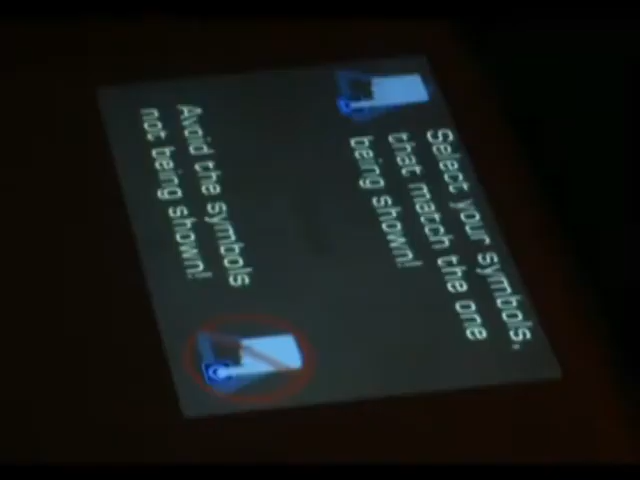 Select your symbols,
that match the one
being shown!
Avoid the symbols
not being shown!